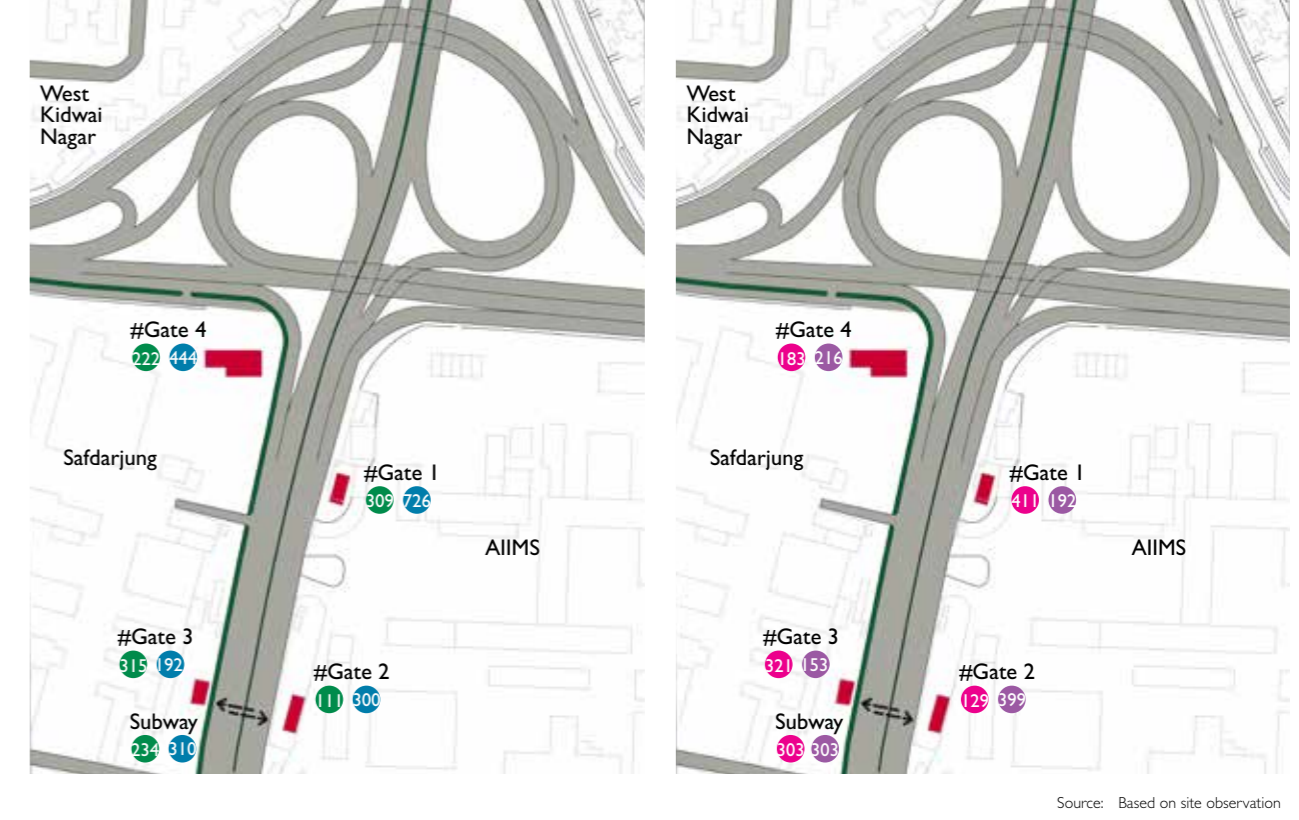 West
Kidwai
Nagar
#Gate 4
222 444
Safdarjung
#Gate 1
309 726
AIIMS
#Gate 3
315 192
#Gate 2
111 300
Subway
234 310
West
Kidwai
Nagar
#Gate 4
183 216
Safdarjung
#Gate 1
411 192
AIIMS
#Gate 3
321 153
#Gate 2
129 399
Subway
303 303
Source: Based on site observation